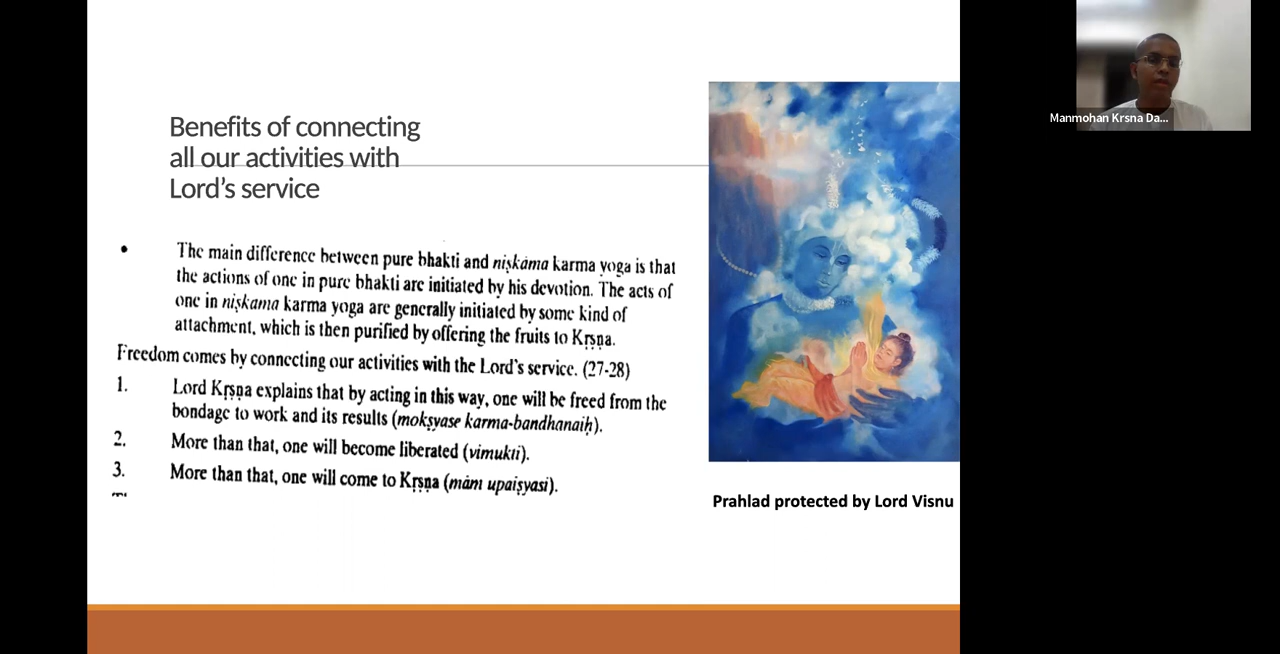 Benefits of connecting
all our activities with
Lord's service
• The main difference between pure bhakti and niṣkāma karma yoga is that
the actions of one in pure bhakti are initiated by his devotion. The acts of
one in niṣkama karma yoga are generally initiated by some kind of
attachment, which is then purified by offering the fruits to Kṛṣṇa.
Freedom comes by connecting our activities with the Lord's service. (27-28)
1. Lord Kṛṣṇa explains that by acting in this way, one will be freed from the
bondage to work and its results (mokṣyase karma-bandhanaiḥ).
2. More than that, one will become liberated (vimukti).
3. More than that, one will come to Kṛṣṇa (mām upaiṣyasi).
Prahlad protected by Lord Visnu
Manmohan Krsna Da...